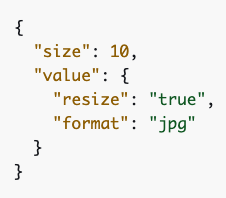 {
  "size": 10,
  "value": {
    "resize": "true",
    "format": "jpg"
  }
}